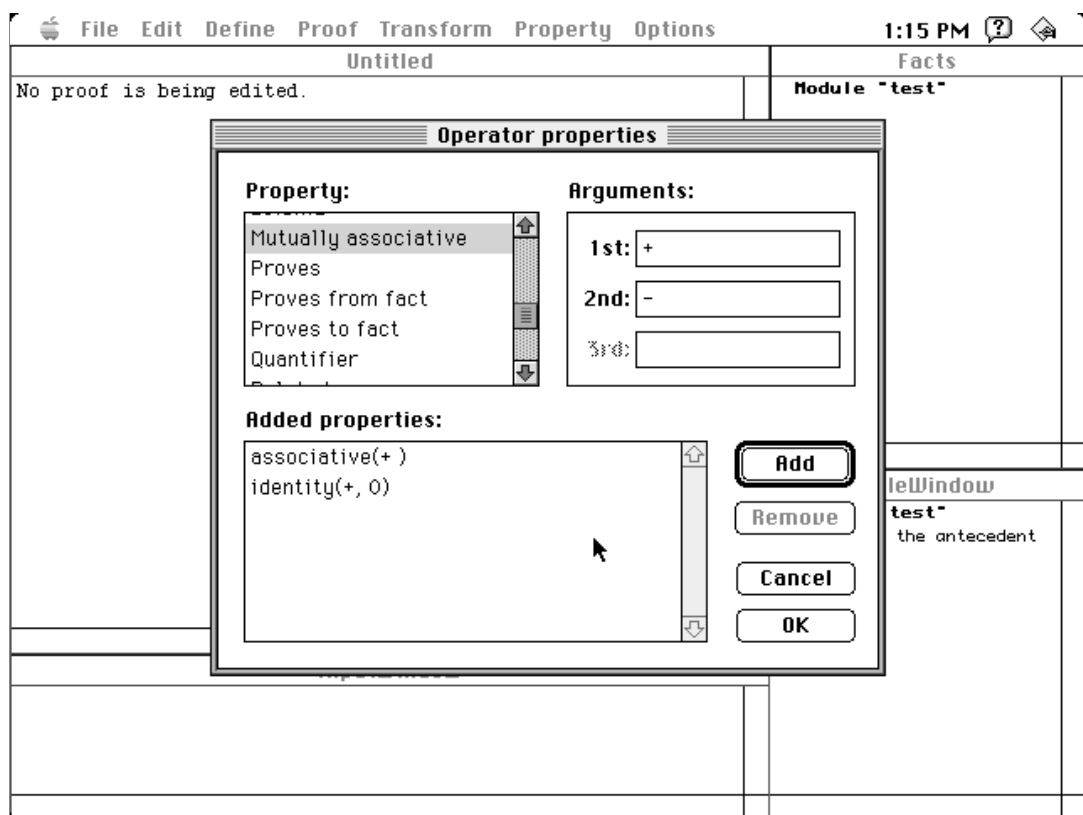 File Edit Define Proof Transform Property Options 1:15 PM
Untitled
Facts
No proof is being edited.
Module "test"
Operator properties
Property:
Arguments:
Mutually associative
Proves
Proves from fact
Proves to fact
Quantifier
1st: +
2nd: -
3rd:
Added properties:
associative(+ )
identity(+, 0)
Add
Remove
Cancel
OK
leWindow
test"
the antecedent